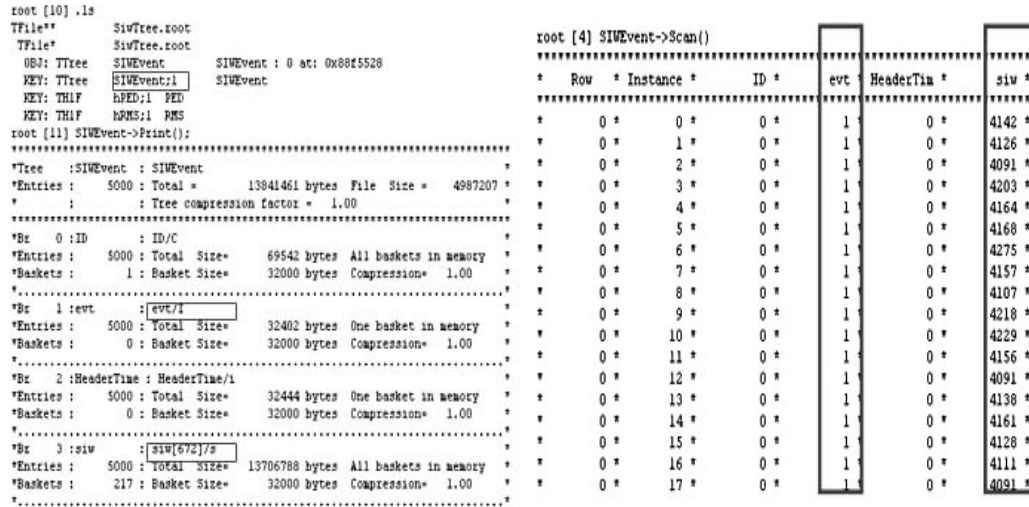 root [10] .ls
TFile** SiwTree.root
TFile* SiwTree.root
OBJ: TTree SIWEvent SIWEvent : 0 at: 0x88f5528
KEY: TTree SIWEvent;1 SIWEvent
KEY: TH1F hPED;1 PED
KEY: TH1F hRMS;1 RMS
root [11] SIWEvent->Print();
******************************************************************************
*Tree :SIWEvent : SIWEvent *
*Entries : 5000 : Total = 13841461 bytes File Size = 4987207 *
* : : Tree compression factor = 1.00 *
******************************************************************************
*Br 0 :ID : ID/C *
*Entries : 5000 : Total Size= 69542 bytes All baskets in memory *
*Baskets : 1 : Basket Size= 32000 bytes Compression= 1.00 *
*............................................................................*
*Br 1 :evt : evt/I *
*Entries : 5000 : Total Size= 32402 bytes One basket in memory *
*Baskets : 0 : Basket Size= 32000 bytes Compression= 1.00 *
*............................................................................*
*Br 2 :HeaderTime : HeaderTime/i *
*Entries : 5000 : Total Size= 32444 bytes One basket in memory *
*Baskets : 0 : Basket Size= 32000 bytes Compression= 1.00 *
*............................................................................*
*Br 3 :siw : siw[672]/s *
*Entries : 5000 : Total Size= 13706788 bytes All baskets in memory *
*Baskets : 217 : Basket Size= 32000 bytes Compression= 1.00 *
*............................................................................*
root [4] SIWEvent->Scan()
***********************************************************************
* Row * Instance * ID * evt * HeaderTim * siw *
***********************************************************************
* 0 * 0 * 0 * 1 * 0 * 4142 *
* 0 * 1 * 0 * 1 * 0 * 4126 *
* 0 * 2 * 0 * 1 * 0 * 4091 *
* 0 * 3 * 0 * 1 * 0 * 4203 *
* 0 * 4 * 0 * 1 * 0 * 4164 *
* 0 * 5 * 0 * 1 * 0 * 4168 *
* 0 * 6 * 0 * 1 * 0 * 4275 *
* 0 * 7 * 0 * 1 * 0 * 4157 *
* 0 * 8 * 0 * 1 * 0 * 4107 *
* 0 * 9 * 0 * 1 * 0 * 4218 *
* 0 * 10 * 0 * 1 * 0 * 4229 *
* 0 * 11 * 0 * 1 * 0 * 4156 *
* 0 * 12 * 0 * 1 * 0 * 4091 *
* 0 * 13 * 0 * 1 * 0 * 4138 *
* 0 * 14 * 0 * 1 * 0 * 4161 *
* 0 * 15 * 0 * 1 * 0 * 4128 *
* 0 * 16 * 0 * 1 * 0 * 4111 *
* 0 * 17 * 0 * 1 * 0 * 4091 *